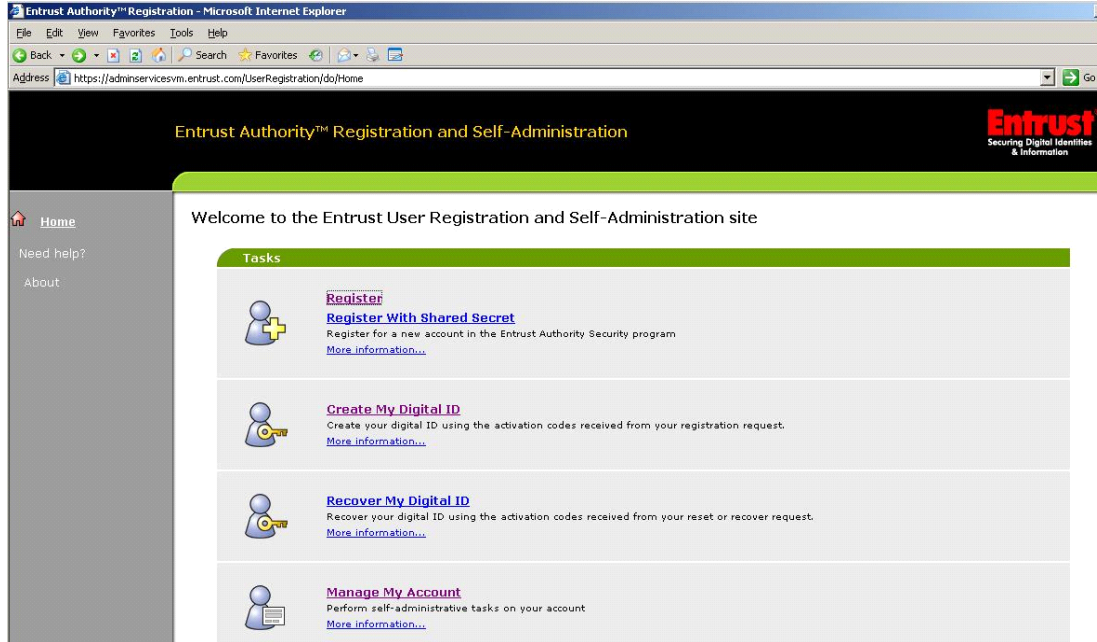 Entrust Authority™ Registration - Microsoft Internet Explorer
File Edit View Favorites Tools Help
Back Search Favorites
Address https://adminservicesvm.entrust.com/UserRegistration/do/Home Go
Entrust Authority™ Registration and Self-Administration
Entrust
Securing Digital Identities
& Information
Home
Need help?
About
Welcome to the Entrust User Registration and Self-Administration site
Tasks
Register
Register With Shared Secret
Register for a new account in the Entrust Authority Security program
More information...
Create My Digital ID
Create your digital ID using the activation codes received from your registration request.
More information...
Recover My Digital ID
Recover your digital ID using the activation codes received from your reset or recover request.
More information...
Manage My Account
Perform self-administrative tasks on your account
More information...